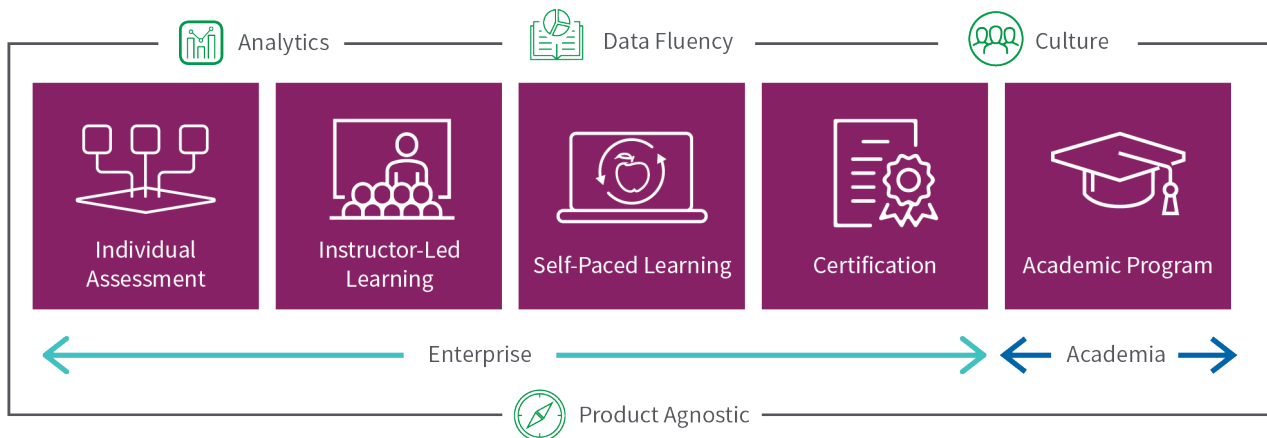 Analytics
Data Fluency
Culture
Individual
Assessment
Instructor-Led
Learning
Self-Paced Learning
Certification
Academic Program
Enterprise
Academia
Product Agnostic